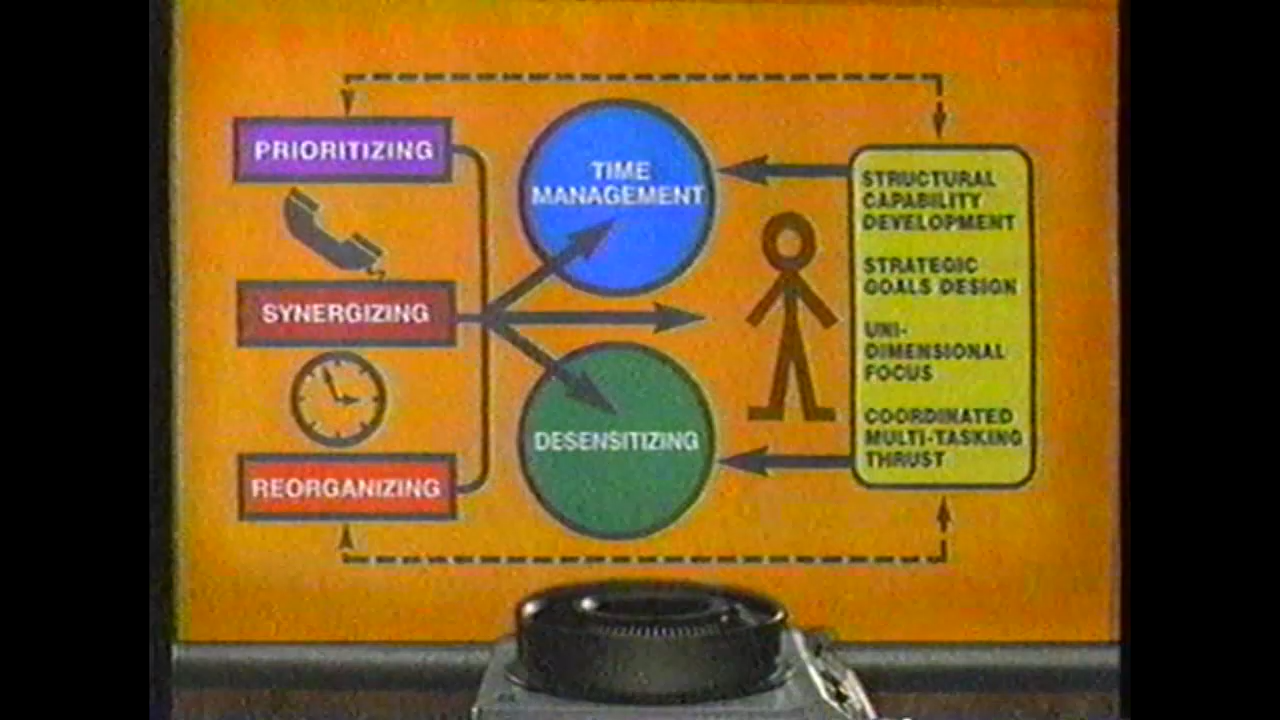 PRIORITIZING
SYNERGIZING
REORGANIZING
TIME
MANAGEMENT
DESENSITIZING
STRUCTURAL
CAPABILITY
DEVELOPMENT
STRATEGIC
GOALS DESIGN
UNI-
DIMENSIONAL
FOCUS
COORDINATED
MULTI-TASKING
THRUST